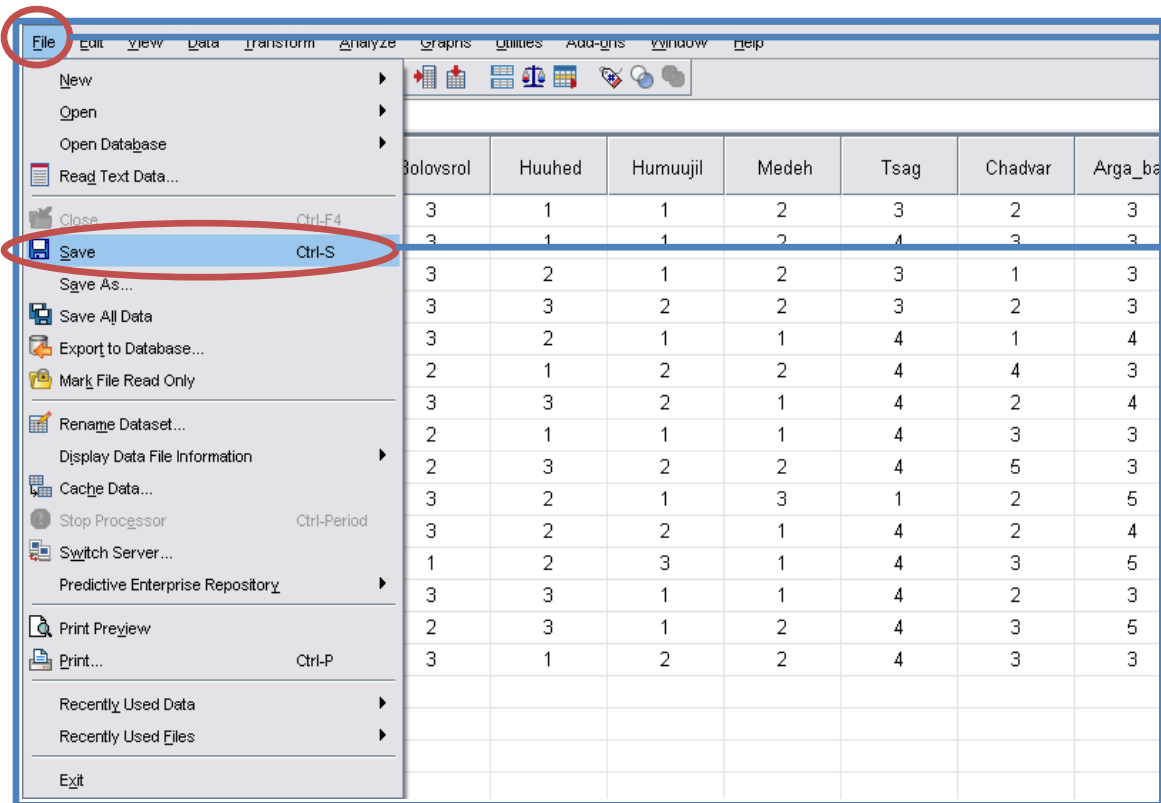 File Edit View Data Transform Analyze Graphs Utilities Add-ons Window Help
New
Open
Open Database
Read Text Data...
Close Ctrl-F4
Save Ctrl-S
Save As...
Save All Data
Export to Database...
Mark File Read Only
Rename Dataset...
Display Data File Information
Cache Data...
Stop Processor Ctrl-Period
Switch Server...
Predictive Enterprise Repository
Print Preview
Print... Ctrl-P
Recently Used Data
Recently Used Files
Exit
Bolovsrol Huuhed Humuujil Medeh Tsag Chadvar Arga_ba
3 1 1 2 3 2 3
3 1 1 2 4 3 3
3 2 1 2 3 1 3
3 3 2 2 3 2 3
3 2 1 1 4 1 4
2 1 2 2 4 4 3
3 3 2 1 4 2 4
2 1 1 1 4 3 3
2 3 2 2 4 5 3
3 2 1 3 1 2 5
3 2 2 1 4 2 4
1 2 3 1 4 3 5
3 3 1 1 4 2 3
2 3 1 2 4 3 5
3 1 2 2 4 3 3